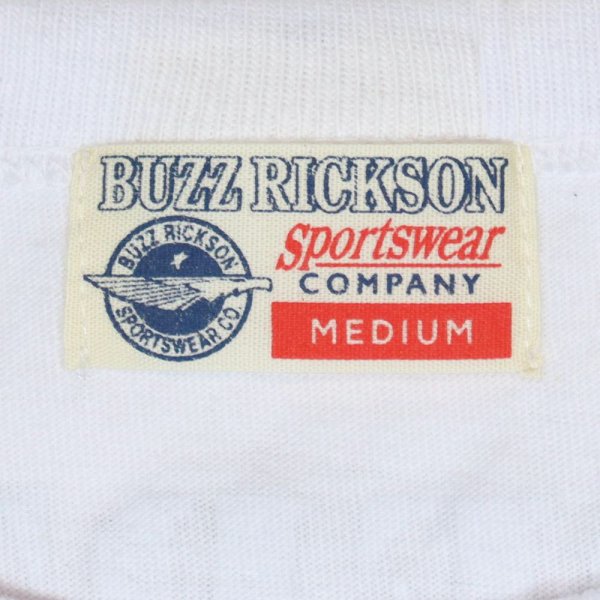 BUZZ RICKSON
Sportswear
COMPANY
MEDIUM
BUZZ RICKSON
SPORTSWEAR CO.